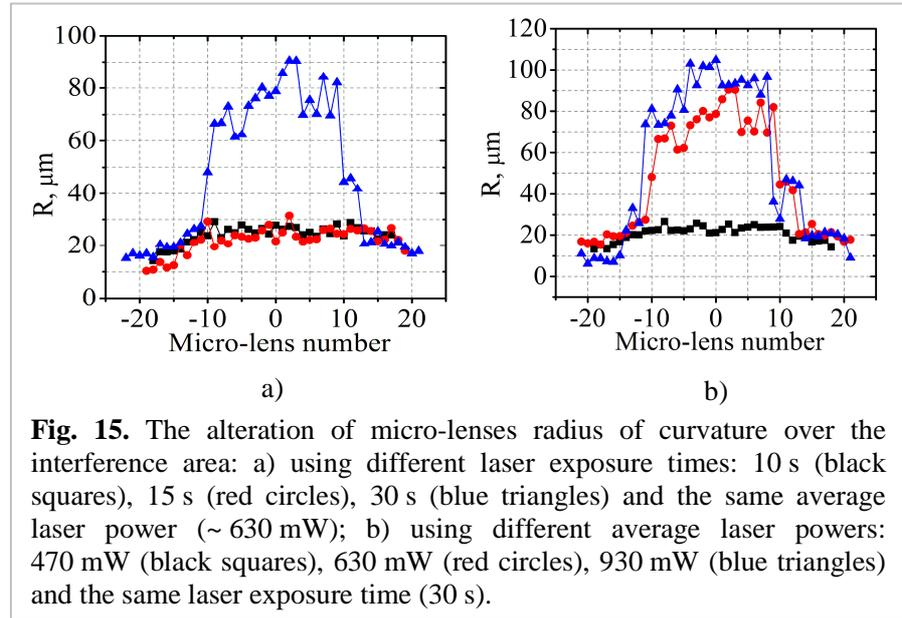 100
80
60
40
20
0
R, μm
-20 -10 0 10 20
Micro-lens number
a)
120
100
80
60
40
20
0
R, μm
-20 -10 0 10 20
Micro-lens number
b)
Fig. 15. The alteration of micro-lenses radius of curvature over the
interference area: a) using different laser exposure times: 10 s (black
squares), 15 s (red circles), 30 s (blue triangles) and the same average
laser power (~ 630 mW); b) using different average laser powers:
470 mW (black squares), 630 mW (red circles), 930 mW (blue triangles)
and the same laser exposure time (30 s).